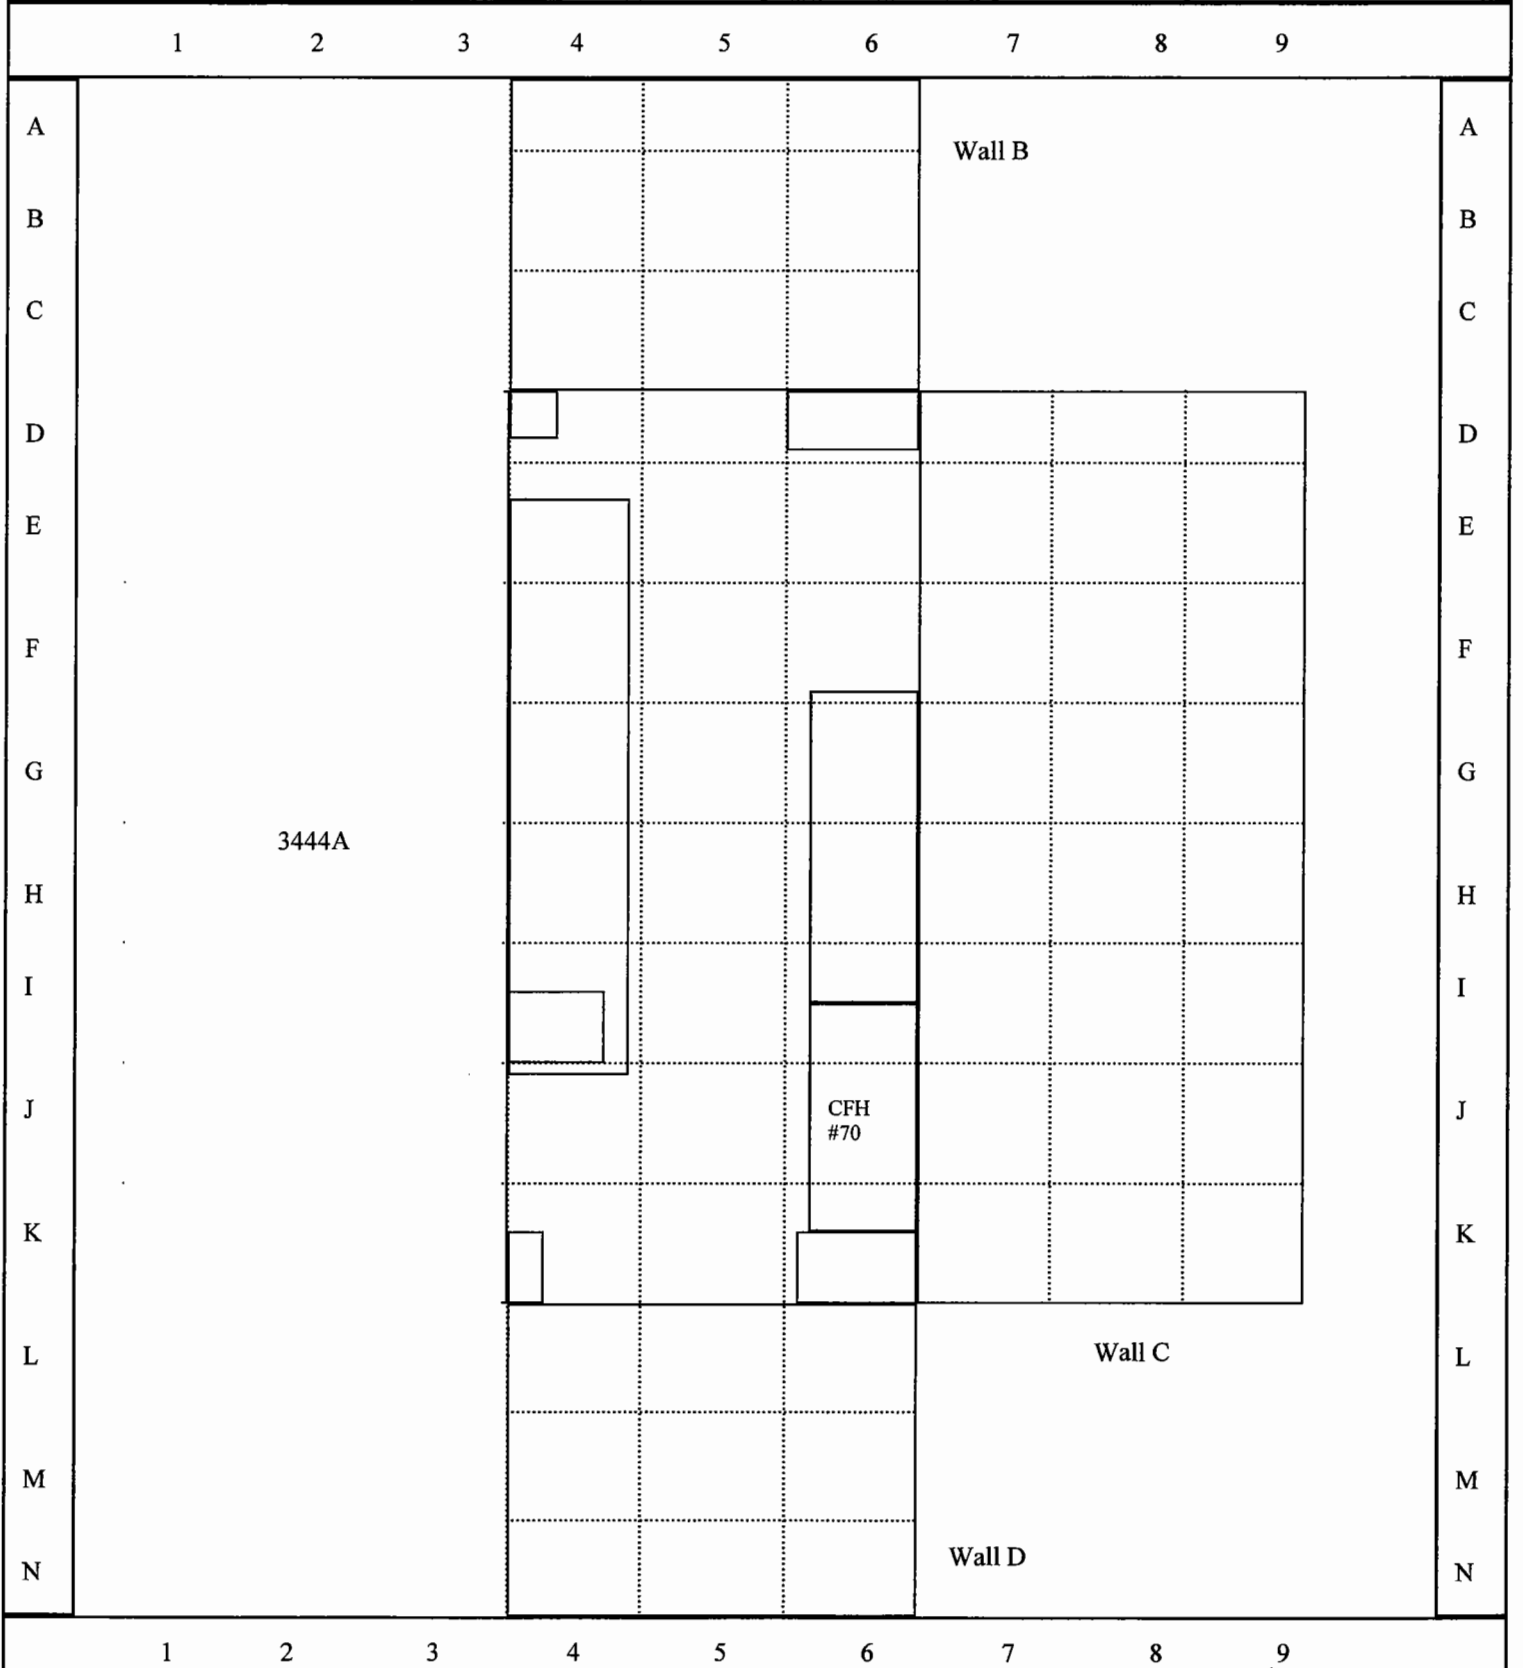 1 2 3 4 5 6 7 8 9
A A
Wall B
B B
C C
D D
E E
F F
G G
3444A
H H
I I
J CFH J
#70
K K
L Wall C L
M M
N Wall D N
1 2 3 4 5 6 7 8 9